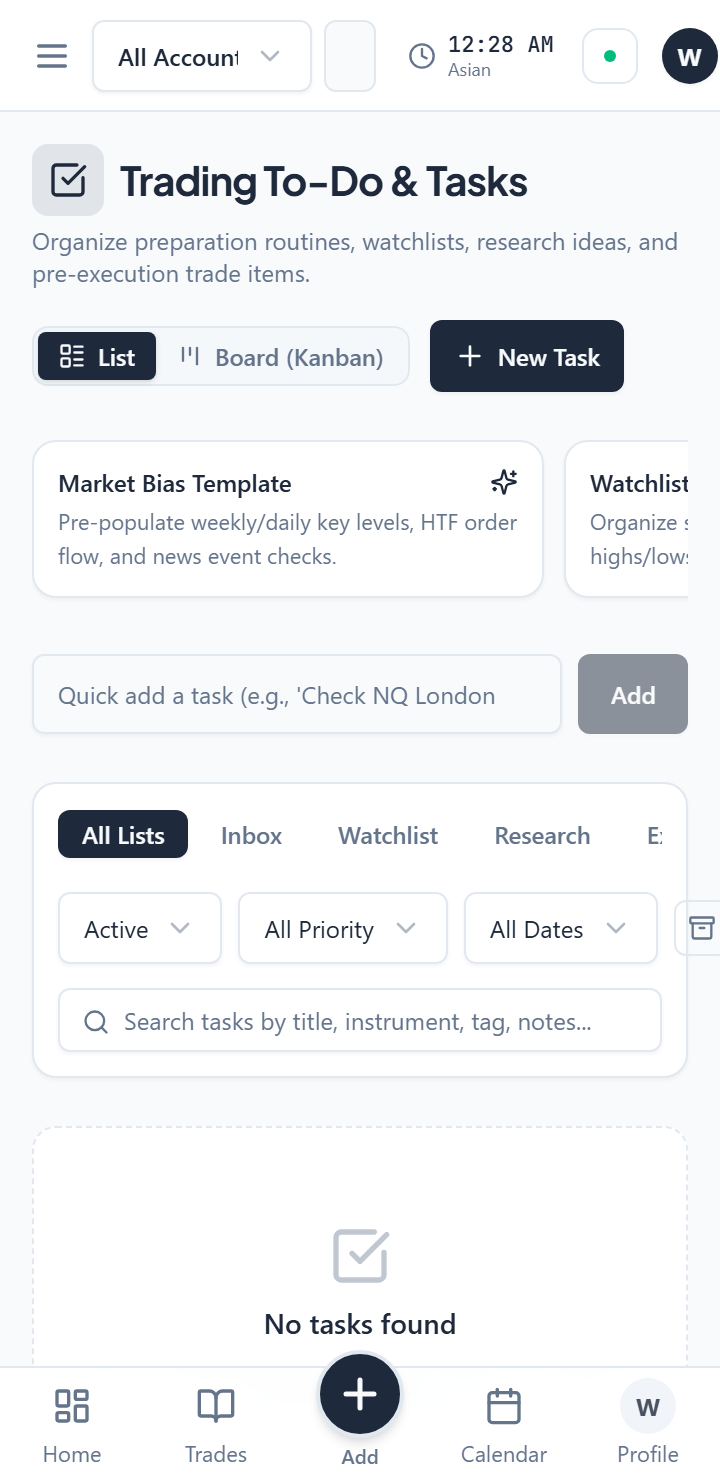 All Account
12:28 AM
Asian
W
Trading To-Do & Tasks
Organize preparation routines, watchlists, research ideas, and
pre-execution trade items.
List
Board (Kanban)
New Task
Market Bias Template
Pre-populate weekly/daily key levels, HTF order
flow, and news event checks.
Watchlist
Organize
highs/lows
Quick add a task (e.g., 'Check NQ London
Add
All Lists
Inbox
Watchlist
Research
Active
All Priority
All Dates
Search tasks by title, instrument, tag, notes...
No tasks found
Home
Trades
Add
Calendar
W
Profile